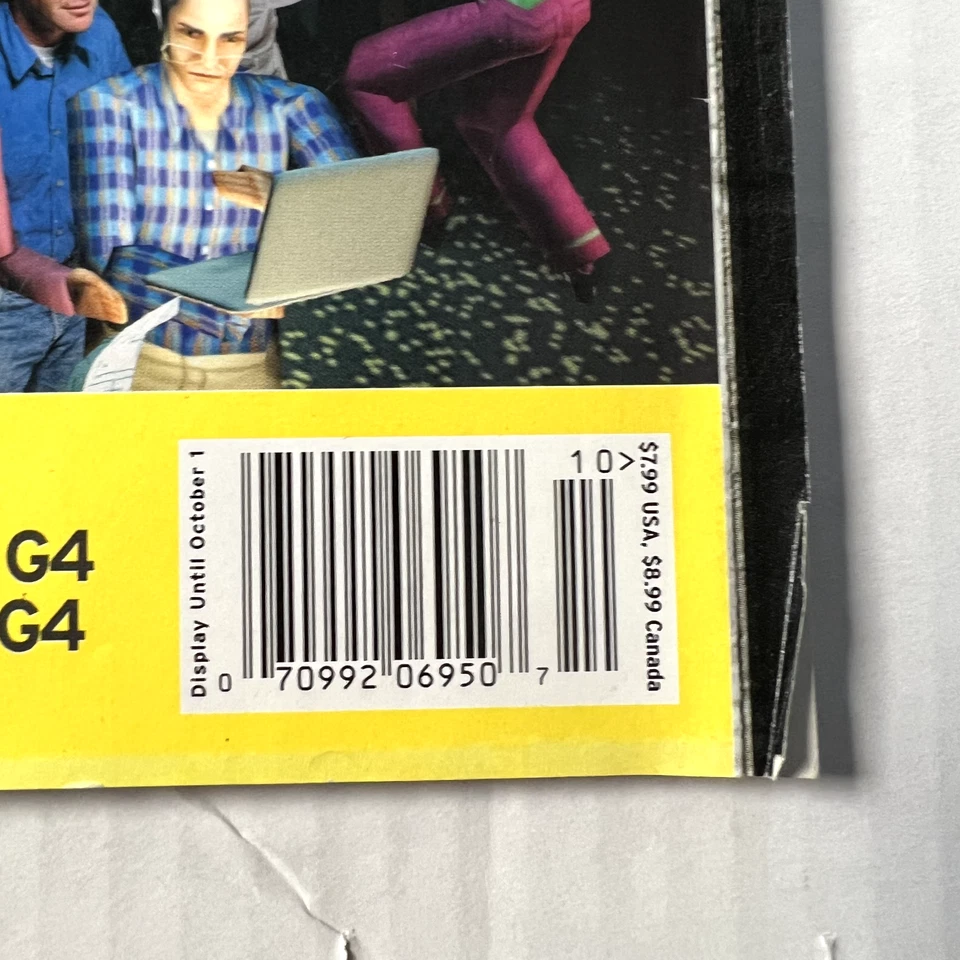 G4
G4
Display Until October 1
10>
$7.99 USA, $8.99 Canada
0 70992 06950 7